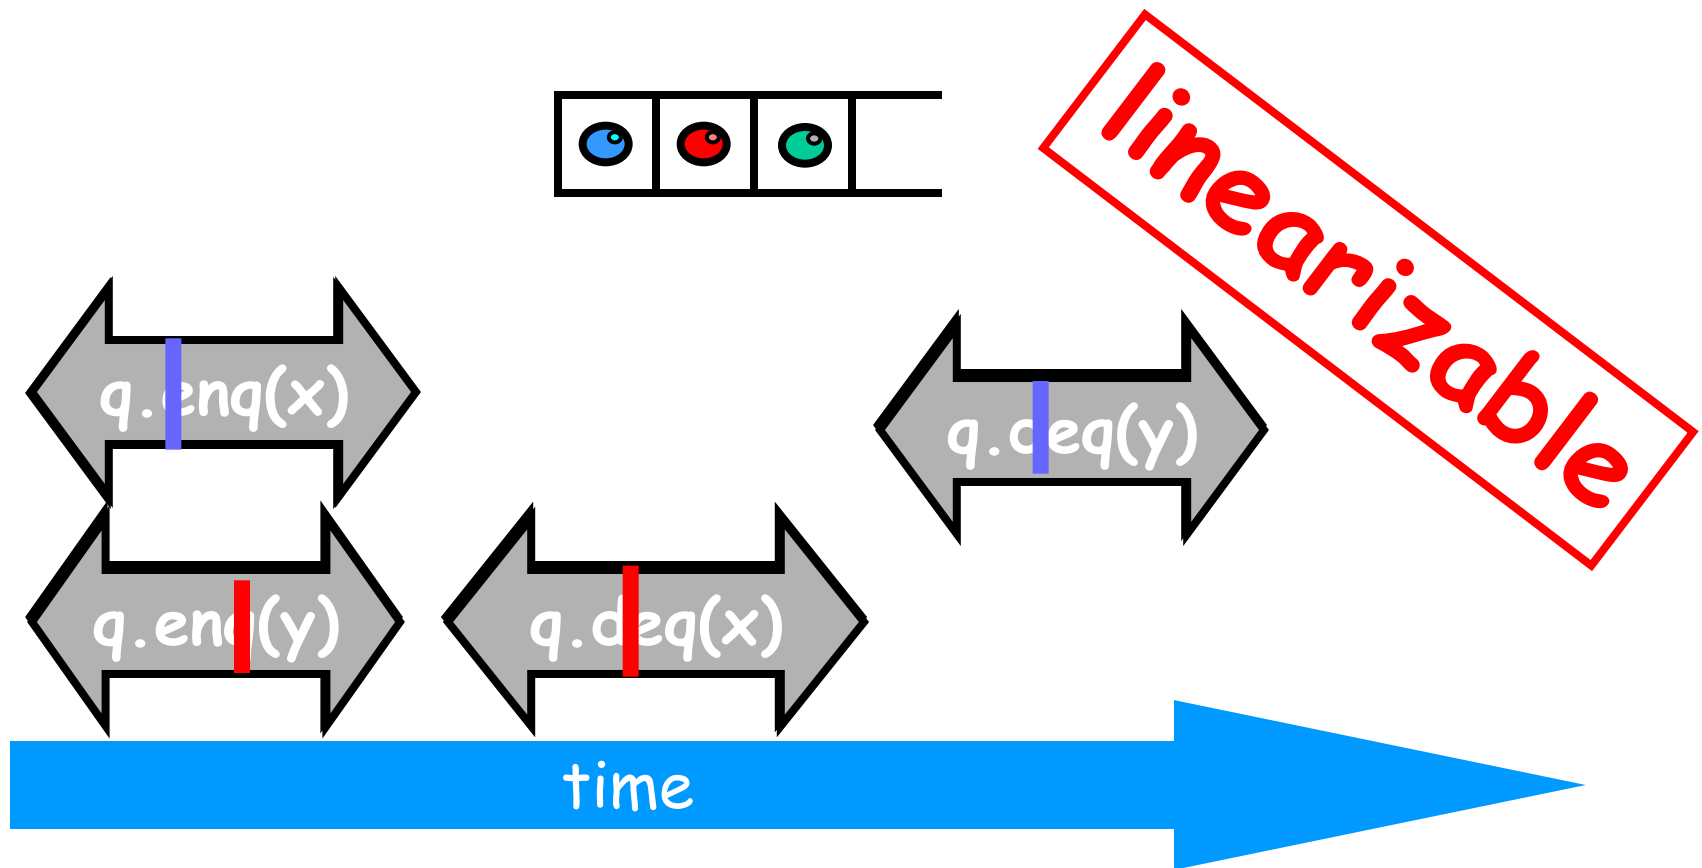 linearizable
q.enq(x)
q.deq(y)
q.enq(y)
q.deq(x)
time